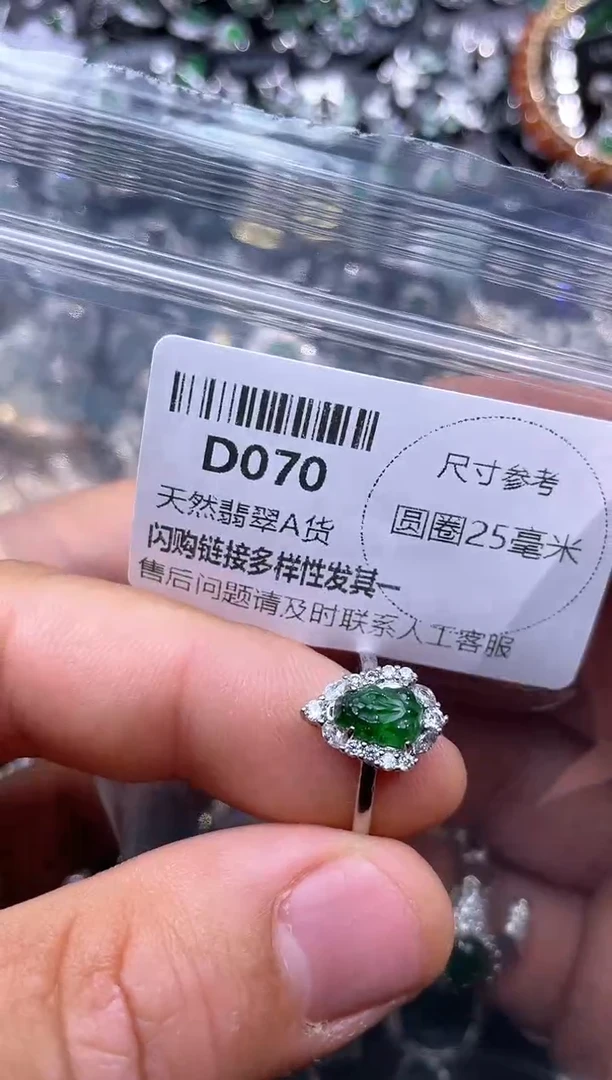 D070
天然翡翠A货
闪购链接多样性发其一
售后问题请及时联系人工客服
尺寸参考
圆圈25毫米